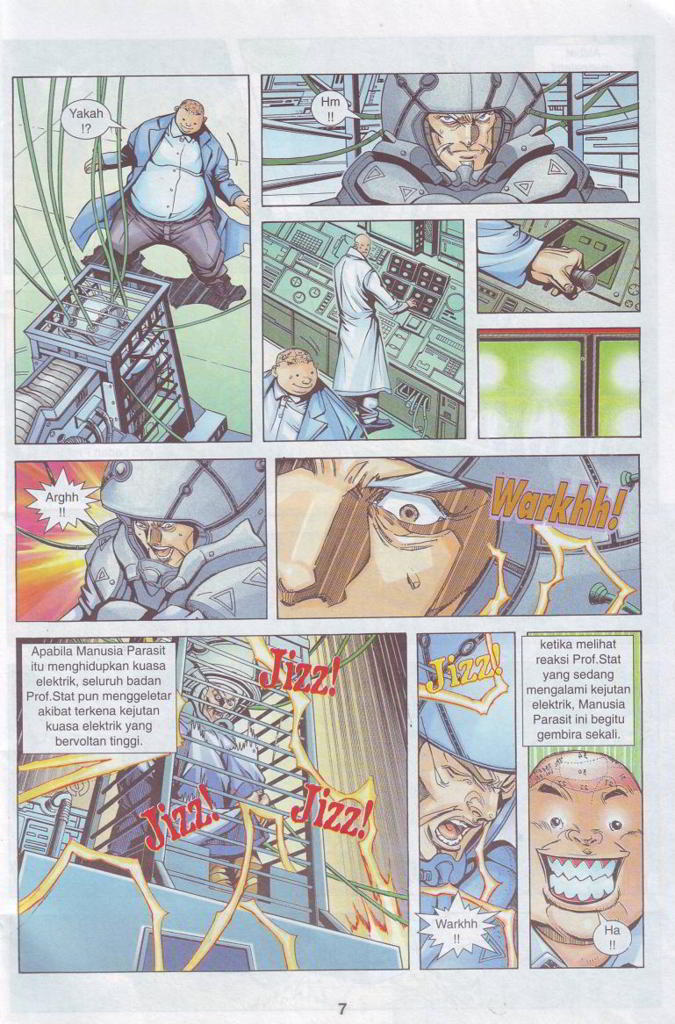 Yakah
!?
Hm
!!
Arghh
!!
Warkhh!
Apabila Manusia Parasit
itu menghidupkan kuasa
elektrik, seluruh badan
Prof.Stat pun menggeletar
akibat terkena kejutan
kuasa elektrik yang
bervoltan tinggi.
Jizz!
Jizz!
Jizz!
Jizz!
Warkhh
!!
ketika melihat
reaksi Prof.Stat
yang sedang
mengalami kejutan
elektrik, Manusia
Parasit ini begitu
gembira sekali.
Ha
!!
7